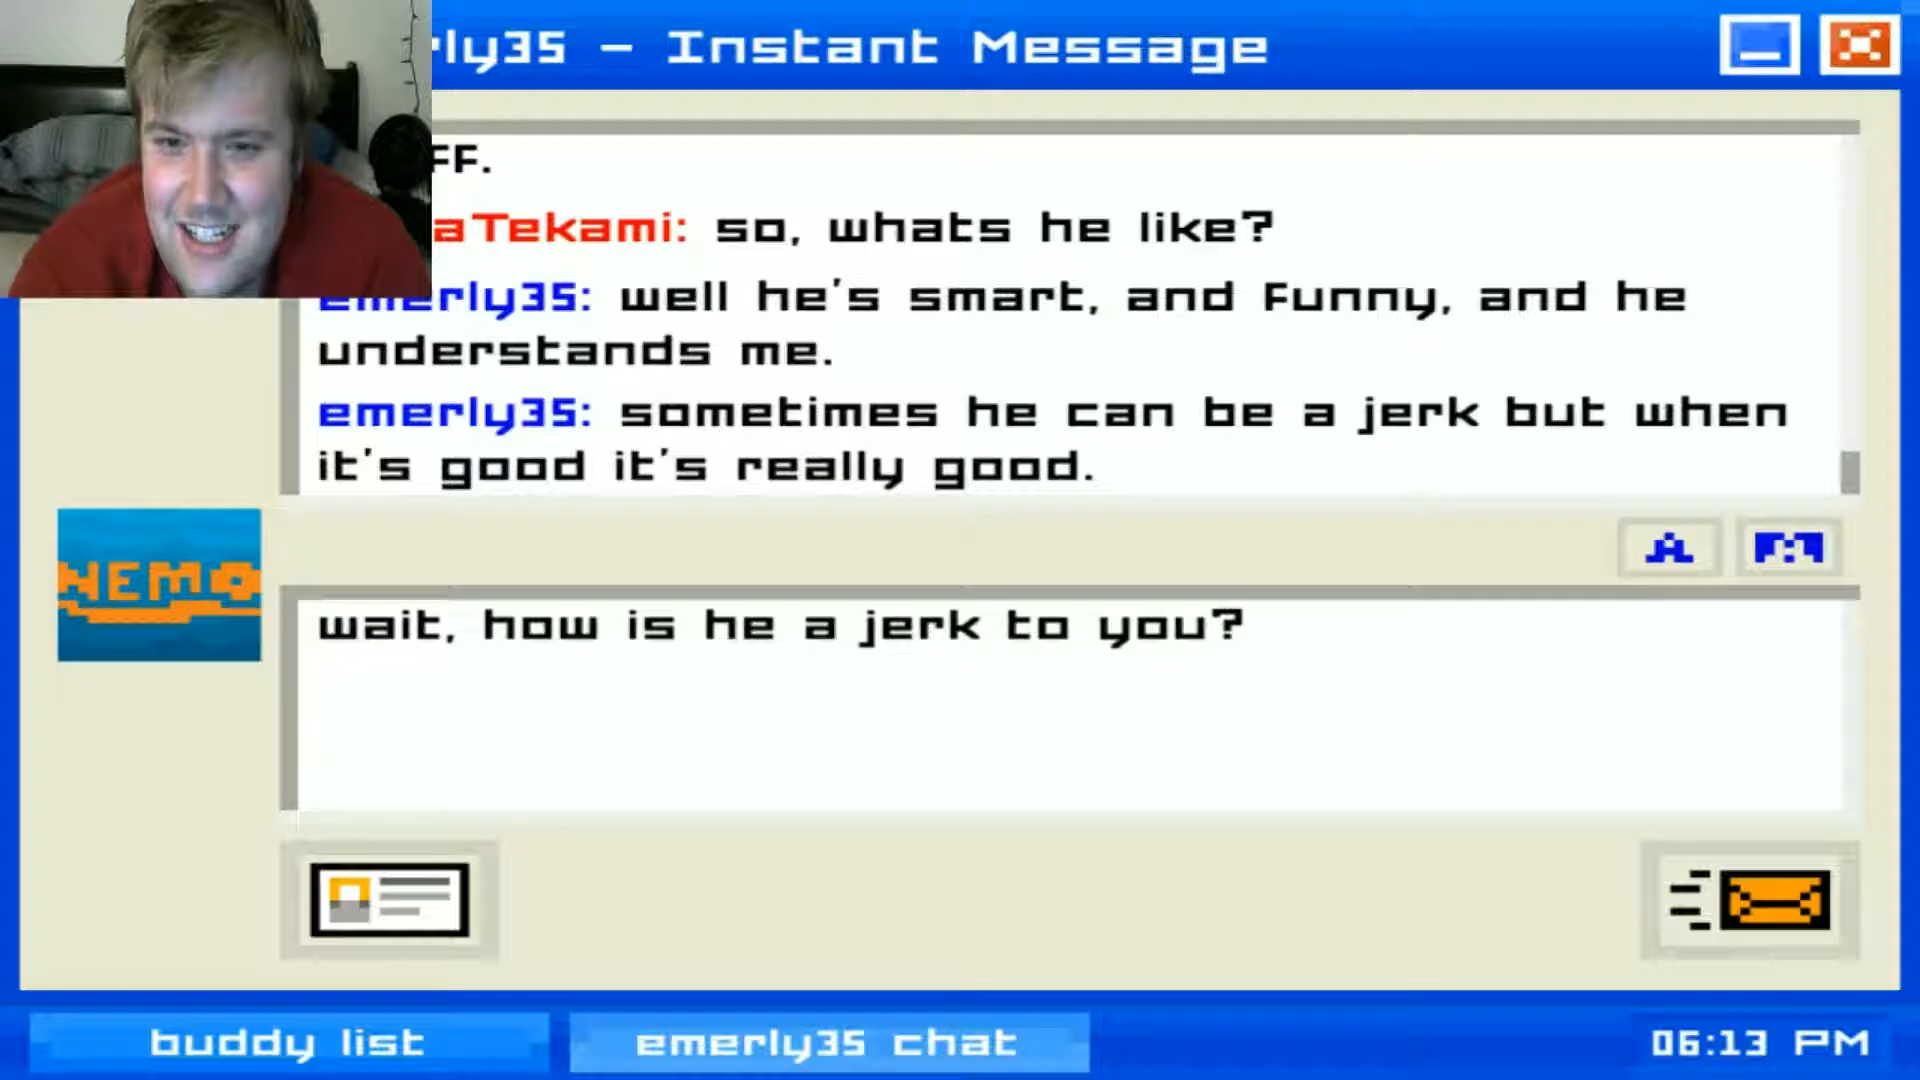 rly35 - Instant Message
FF.
aTekami: so, whats he like?
emerly35: well he's smart, and funny, and he
understands me.
emerly35: sometimes he can be a jerk but when
it's good it's really good.
A
NEMO
wait, how is he a jerk to you?
buddy list
emerly35 chat
06:13 PM